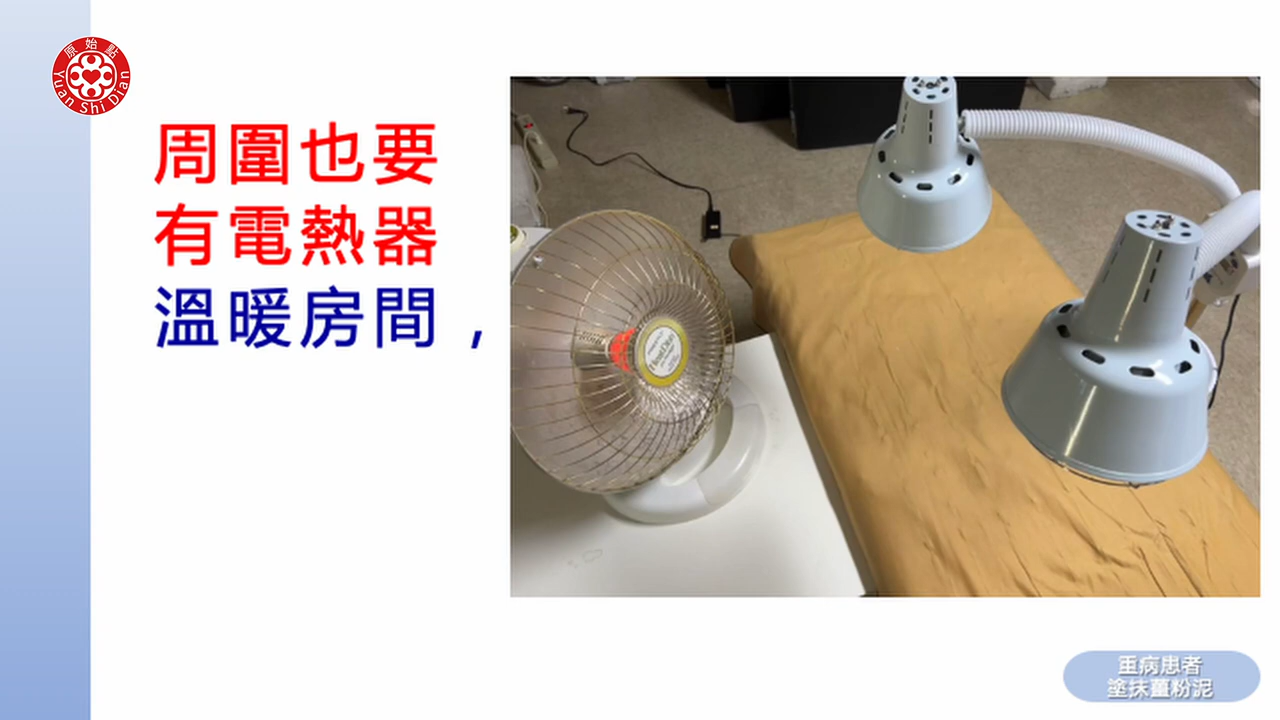 原始點
Yuan Shi Dian
周圍也要
有電熱器
溫暖房間，
重病患者
塗抹薑粉泥